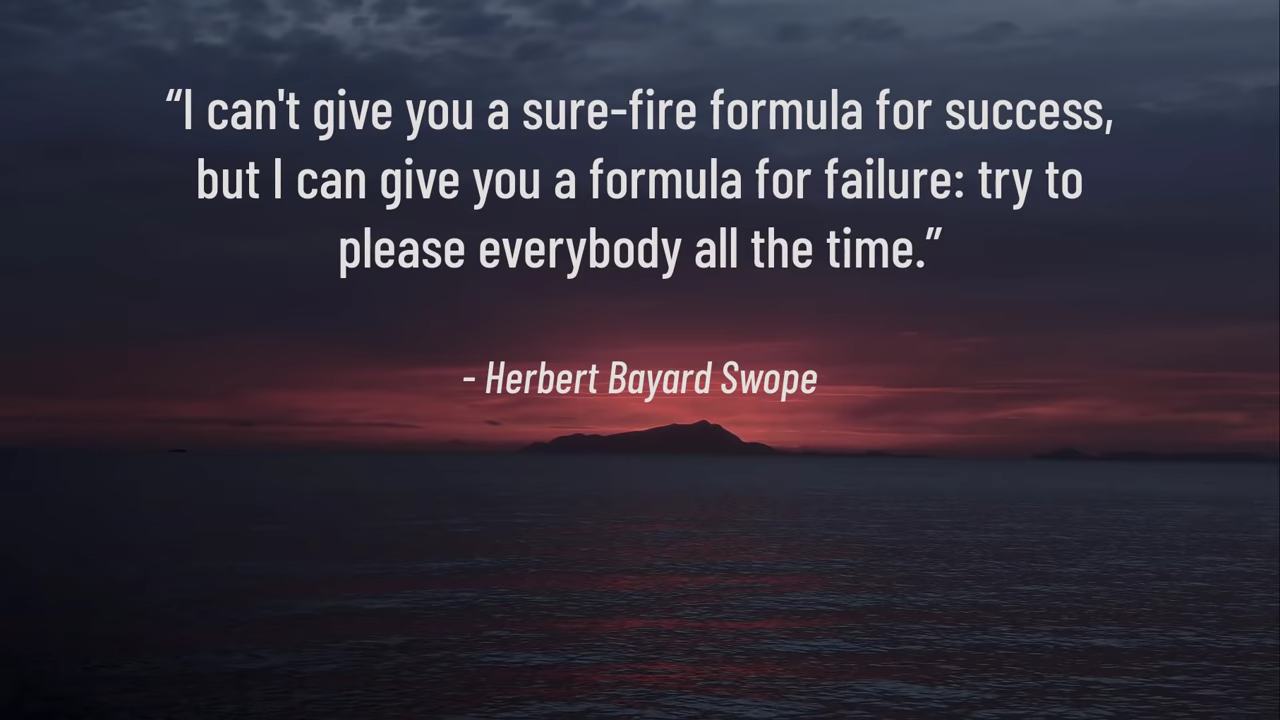 “I can't give you a sure-fire formula for success,
but I can give you a formula for failure: try to
please everybody all the time.”
- Herbert Bayard Swope